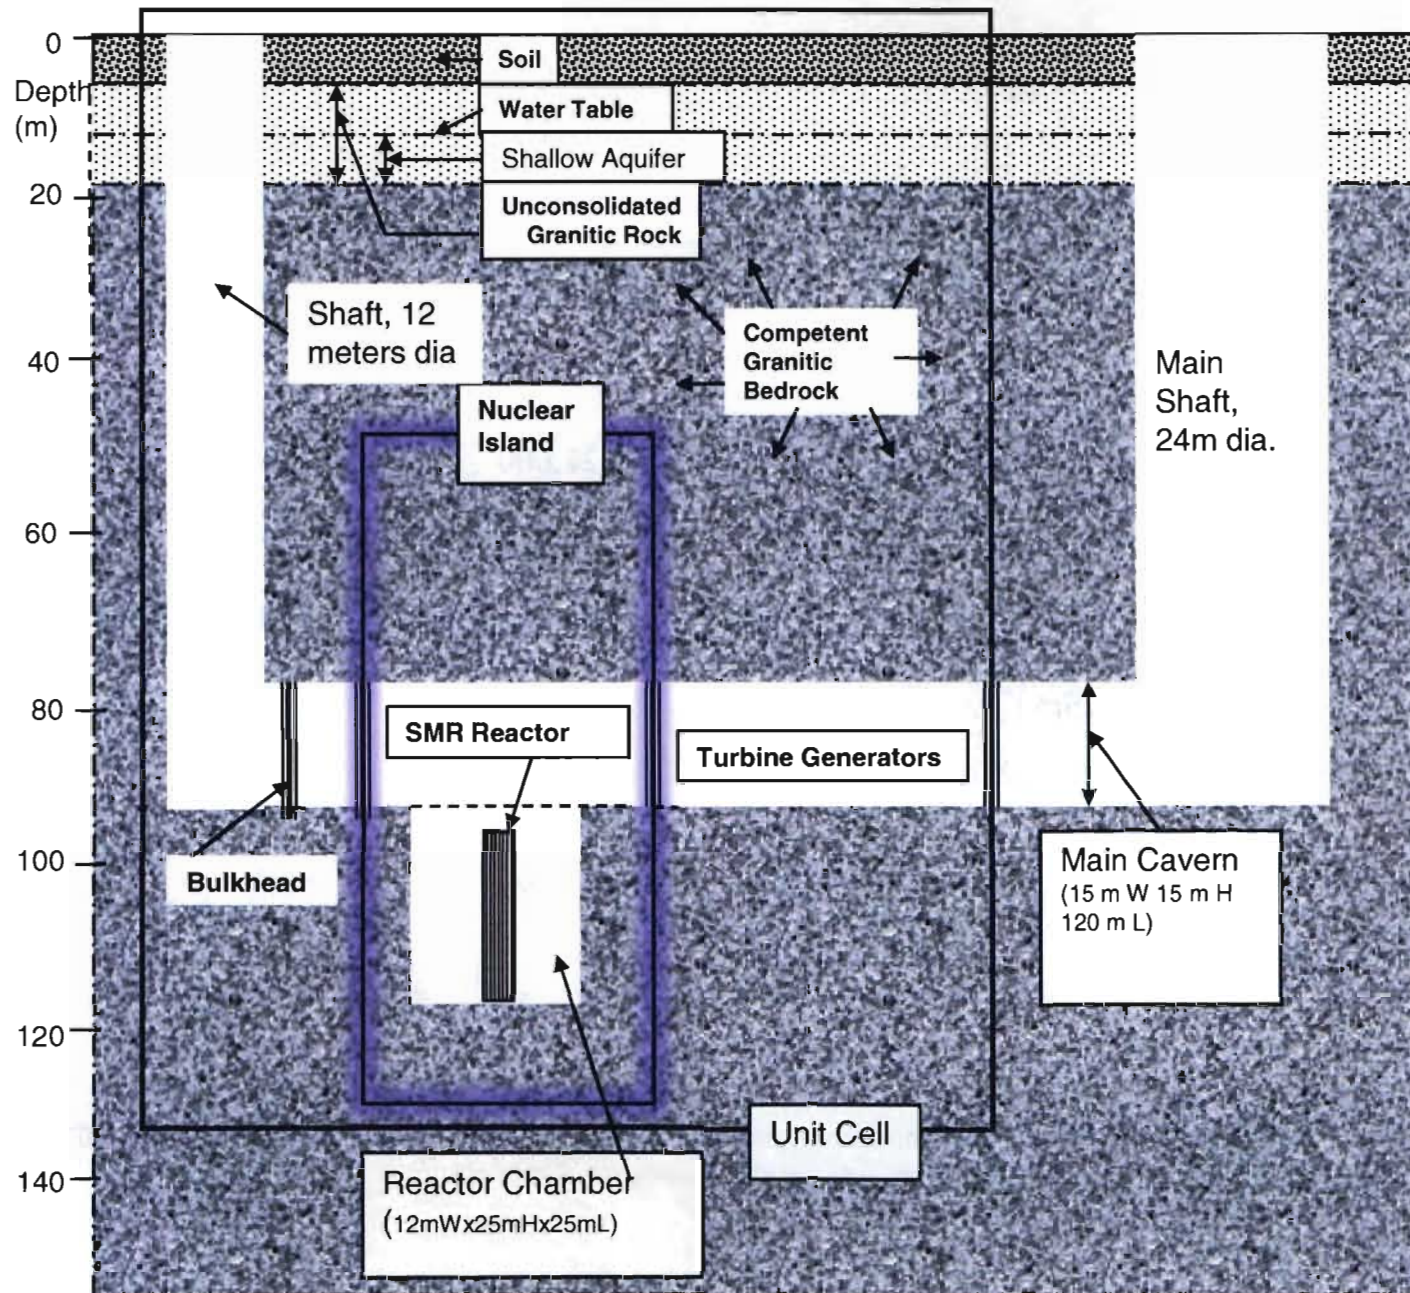 0
Depth
(m)
20
40
60
80
100
120
140
Soil
Water Table
Shallow Aquifer
Unconsolidated
Granitic Rock
Shaft, 12
meters dia
Competent
Granitic
Bedrock
Main
Shaft,
24m dia.
Nuclear
Island
SMR Reactor
Turbine Generators
Bulkhead
Main Cavern
(15 m W 15 m H
120 m L)
Unit Cell
Reactor Chamber
(12mWx25mHx25mL)